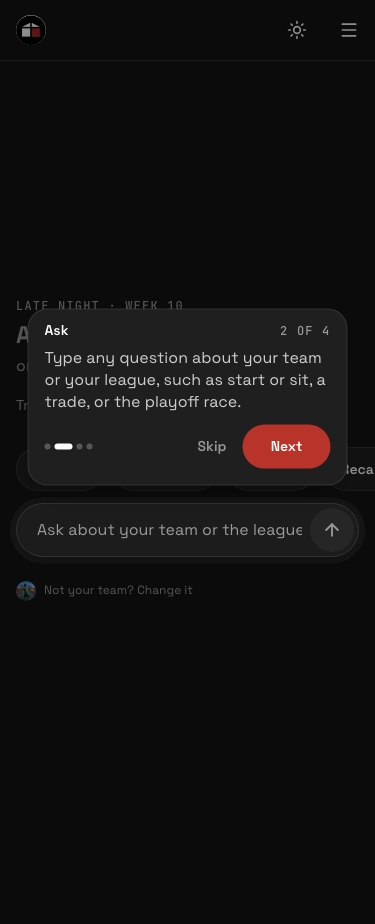 LATE NIGHT · WEEK 10
Ask
2 OF 4
Type any question about your team
or your league, such as start or sit, a
trade, or the playoff race.
Skip
Next
Ask about your team or the league
Not your team? Change it